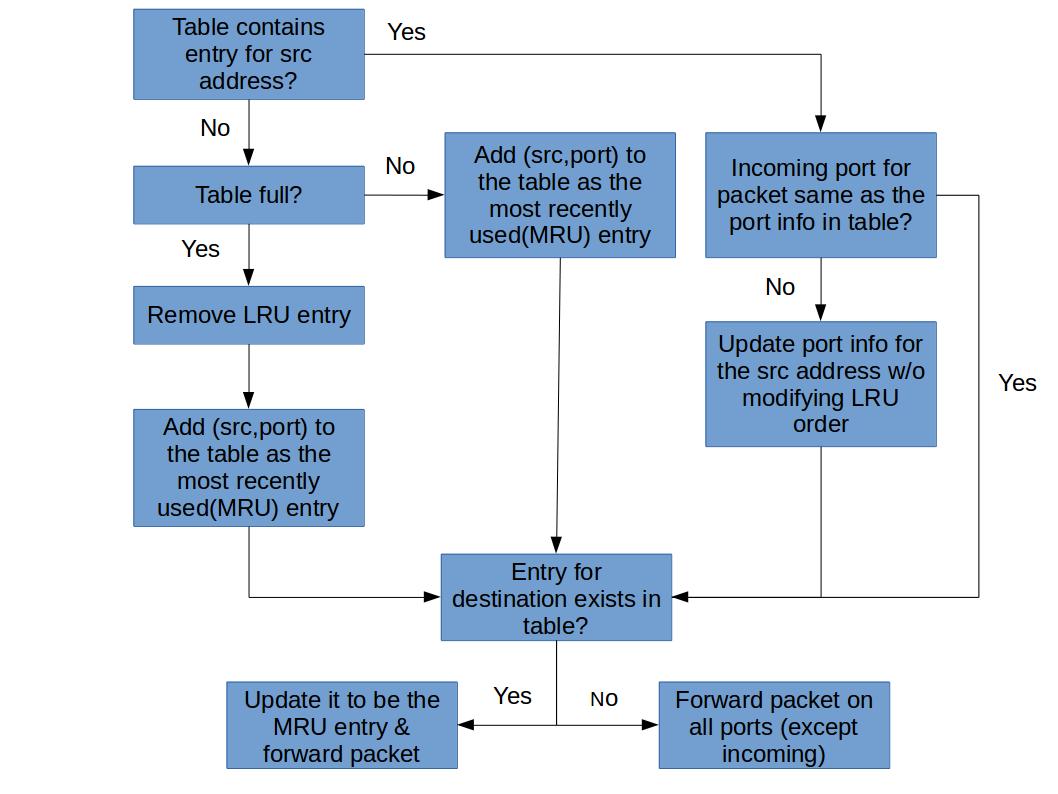 Table contains
entry for src
address?
Yes
No
Table full?
No
Add (src,port) to
the table as the
most recently
used(MRU) entry
Incoming port for
packet same as the
port info in table?
Yes
Remove LRU entry
No
Update port info for
the src address w/o
modifying LRU
order
Yes
Add (src,port) to
the table as the
most recently
used(MRU) entry
Entry for
destination exists in
table?
Yes
No
Update it to be the
MRU entry &
forward packet
Forward packet on
all ports (except
incoming)